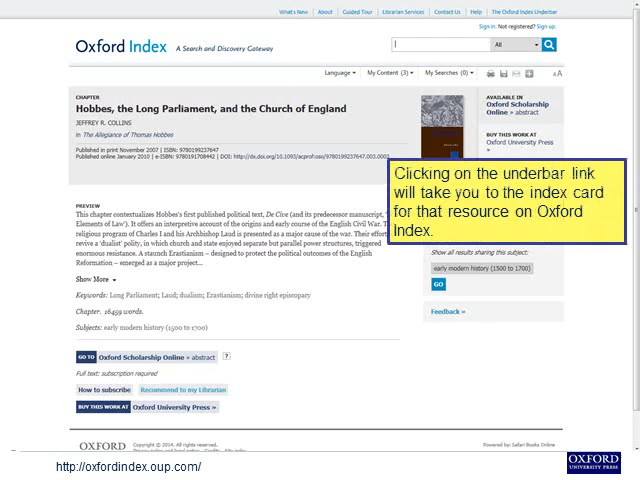 What's New  About  Guided Tour  Librarian Services  Contact Us  Help  The Oxford Index Underbar
Sign in. Not registered? Sign up.
Oxford Index  A Search and Discovery Gateway
All
Language  My Content (3)  My Searches (0)
AA
CHAPTER
Hobbes, the Long Parliament, and the Church of England
JEFFREY R. COLLINS
in The Allegiance of Thomas Hobbes
Published in print November 2007 | ISBN: 9780199237647
Published online January 2010 | e-ISBN: 9780191708442 | DOI: http://dx.doi.org/10.1093/acprof:oso/9780199237647.003.0003
AVAILABLE IN
Oxford Scholarship
Online » abstract
BUY THIS WORK AT
Oxford University Press
»
Clicking on the underbar link
will take you to the index card
for that resource on Oxford
Index.
PREVIEW
This chapter contextualizes Hobbes's first published political text, De Cive (and its predecessor manuscript, '
Elements of Law'). It offers an interpretative account of the origins and early course of the English Civil War. T
religious program of Charles I and his Archbishop Laud is presented as a major cause of the war. Their effor
revive a 'dualist' polity, in which church and state enjoyed separate but parallel power structures, triggered
enormous resistance. A staunch Erastianism – designed to protect the political outcomes of the English
Reformation – emerged as a major project...
Show More
Keywords: Long Parliament; Laud; dualism; Erastianism; divine right episcopacy
Chapter. 16459 words.
Subjects: early modern history (1500 to 1700)
Show all results sharing this subject:
early modern history (1500 to 1700)
GO
Feedback »
GO TO  Oxford Scholarship Online » abstract  ?
Full text: subscription required
How to subscribe  Recommend to my Librarian
BUY THIS WORK AT  Oxford University Press »
OXFORD
Copyright © 2014. All rights reserved.
Powered by: Safari Books Online
http://oxfordindex.oup.com/
OXFORD
UNIVERSITY PRESS